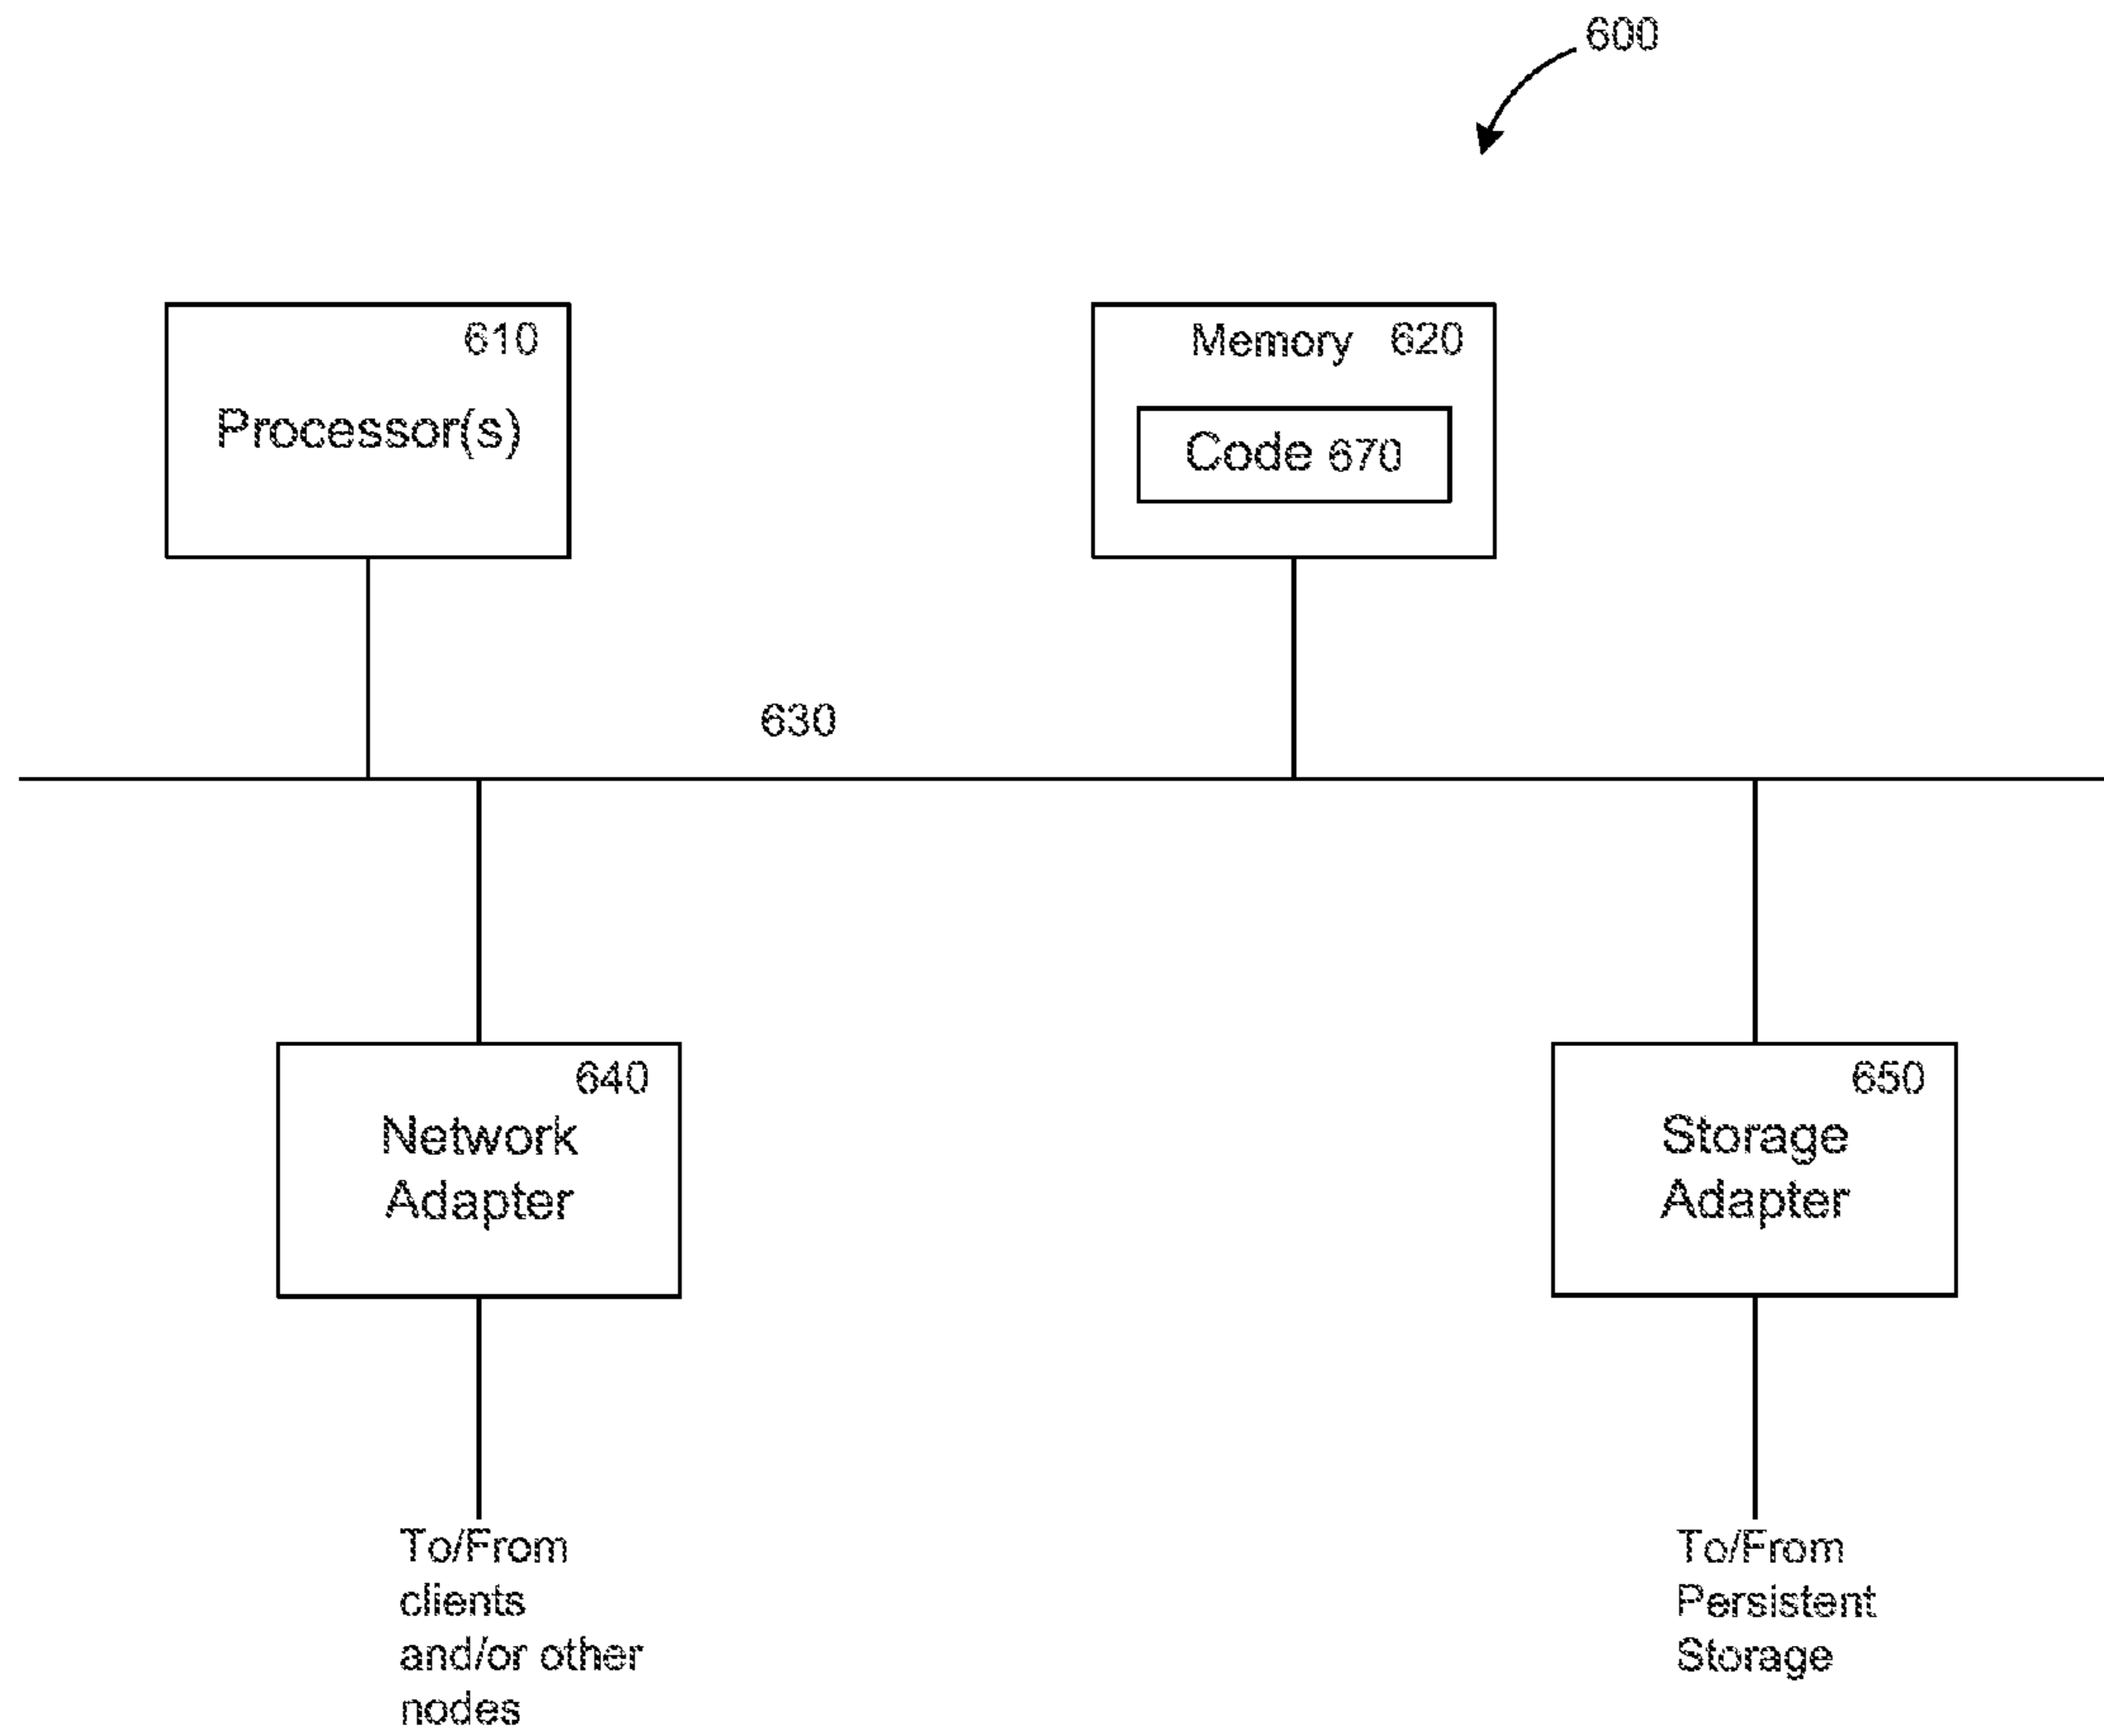 600
610
Processor(s)
Memory 620
Code 670
630
640
Network
Adapter
650
Storage
Adapter
To/From
clients
and/or other
nodes
To/From
Persistent
Storage